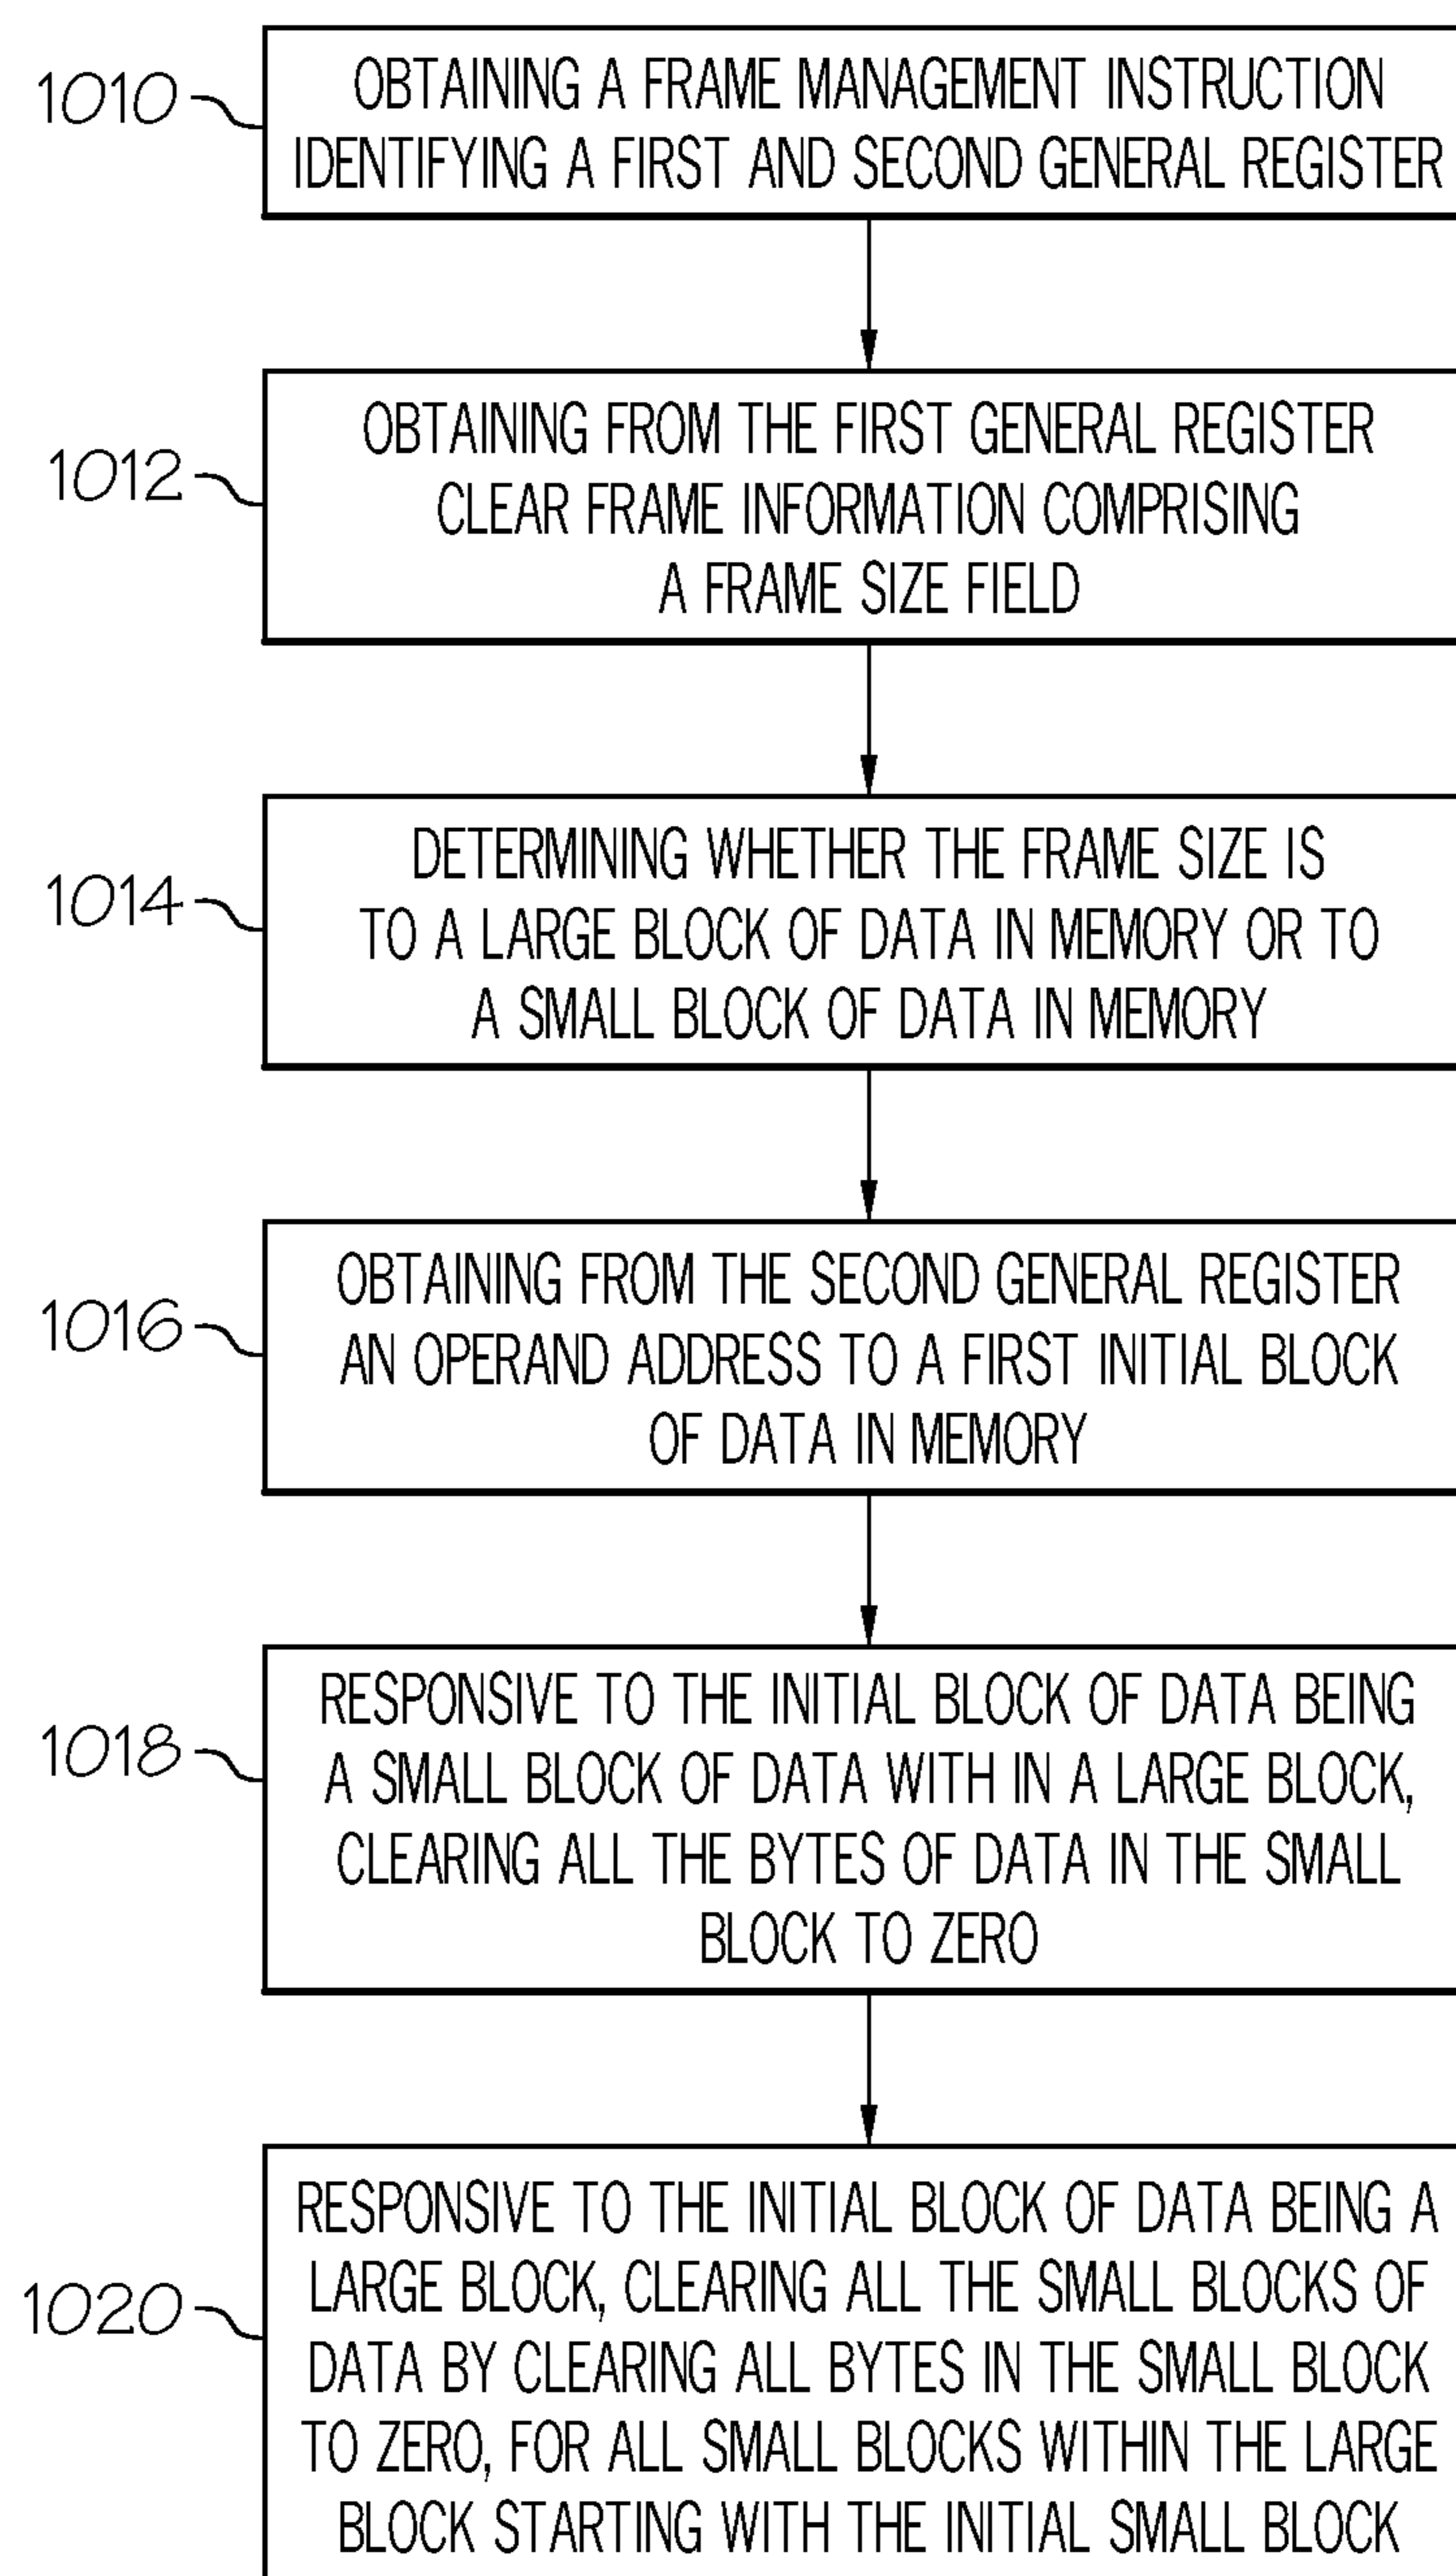 1010
OBTAINING A FRAME MANAGEMENT INSTRUCTION
IDENTIFYING A FIRST AND SECOND GENERAL REGISTER
1012
OBTAINING FROM THE FIRST GENERAL REGISTER
CLEAR FRAME INFORMATION COMPRISING
A FRAME SIZE FIELD
1014
DETERMINING WHETHER THE FRAME SIZE IS
TO A LARGE BLOCK OF DATA IN MEMORY OR TO
A SMALL BLOCK OF DATA IN MEMORY
1016
OBTAINING FROM THE SECOND GENERAL REGISTER
AN OPERAND ADDRESS TO A FIRST INITIAL BLOCK
OF DATA IN MEMORY
1018
RESPONSIVE TO THE INITIAL BLOCK OF DATA BEING
A SMALL BLOCK OF DATA WITH IN A LARGE BLOCK,
CLEARING ALL THE BYTES OF DATA IN THE SMALL
BLOCK TO ZERO
1020
RESPONSIVE TO THE INITIAL BLOCK OF DATA BEING A
LARGE BLOCK, CLEARING ALL THE SMALL BLOCKS OF
DATA BY CLEARING ALL BYTES IN THE SMALL BLOCK
TO ZERO, FOR ALL SMALL BLOCKS WITHIN THE LARGE
BLOCK STARTING WITH THE INITIAL SMALL BLOCK